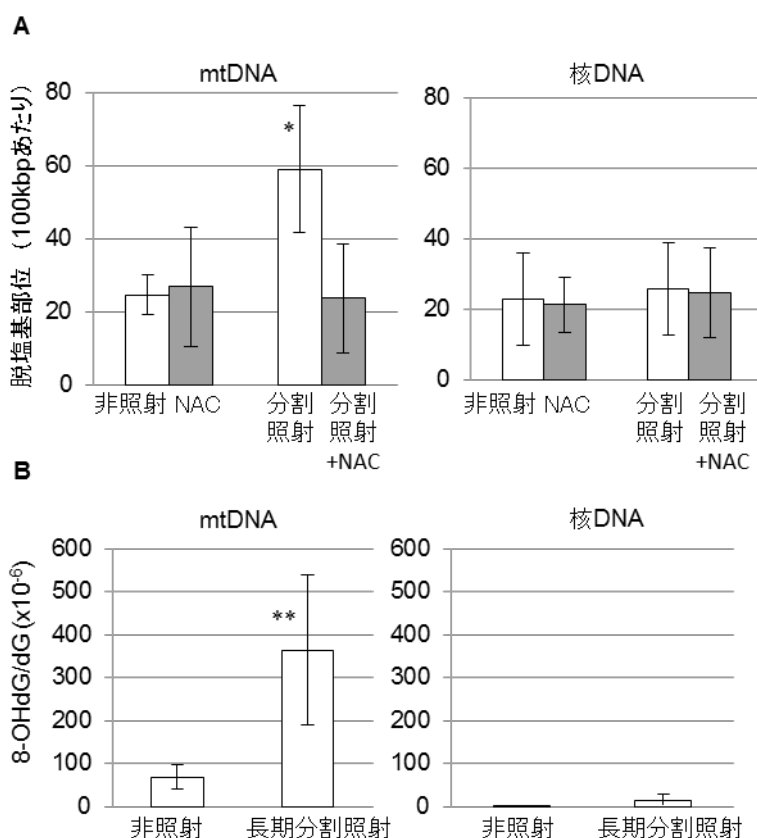 A
mtDNA
核DNA
脱塩基部位 (100kbpあたり)
80
60
40
20
0
*
非照射 NAC
分割照射
分割照射+NAC
80
60
40
20
0
非照射 NAC
分割照射
分割照射+NAC
B
mtDNA
核DNA
8-OHdG/dG (x10-6)
600
500
400
300
200
100
0
**
非照射
長期分割照射
600
500
400
300
200
100
0
非照射
長期分割照射